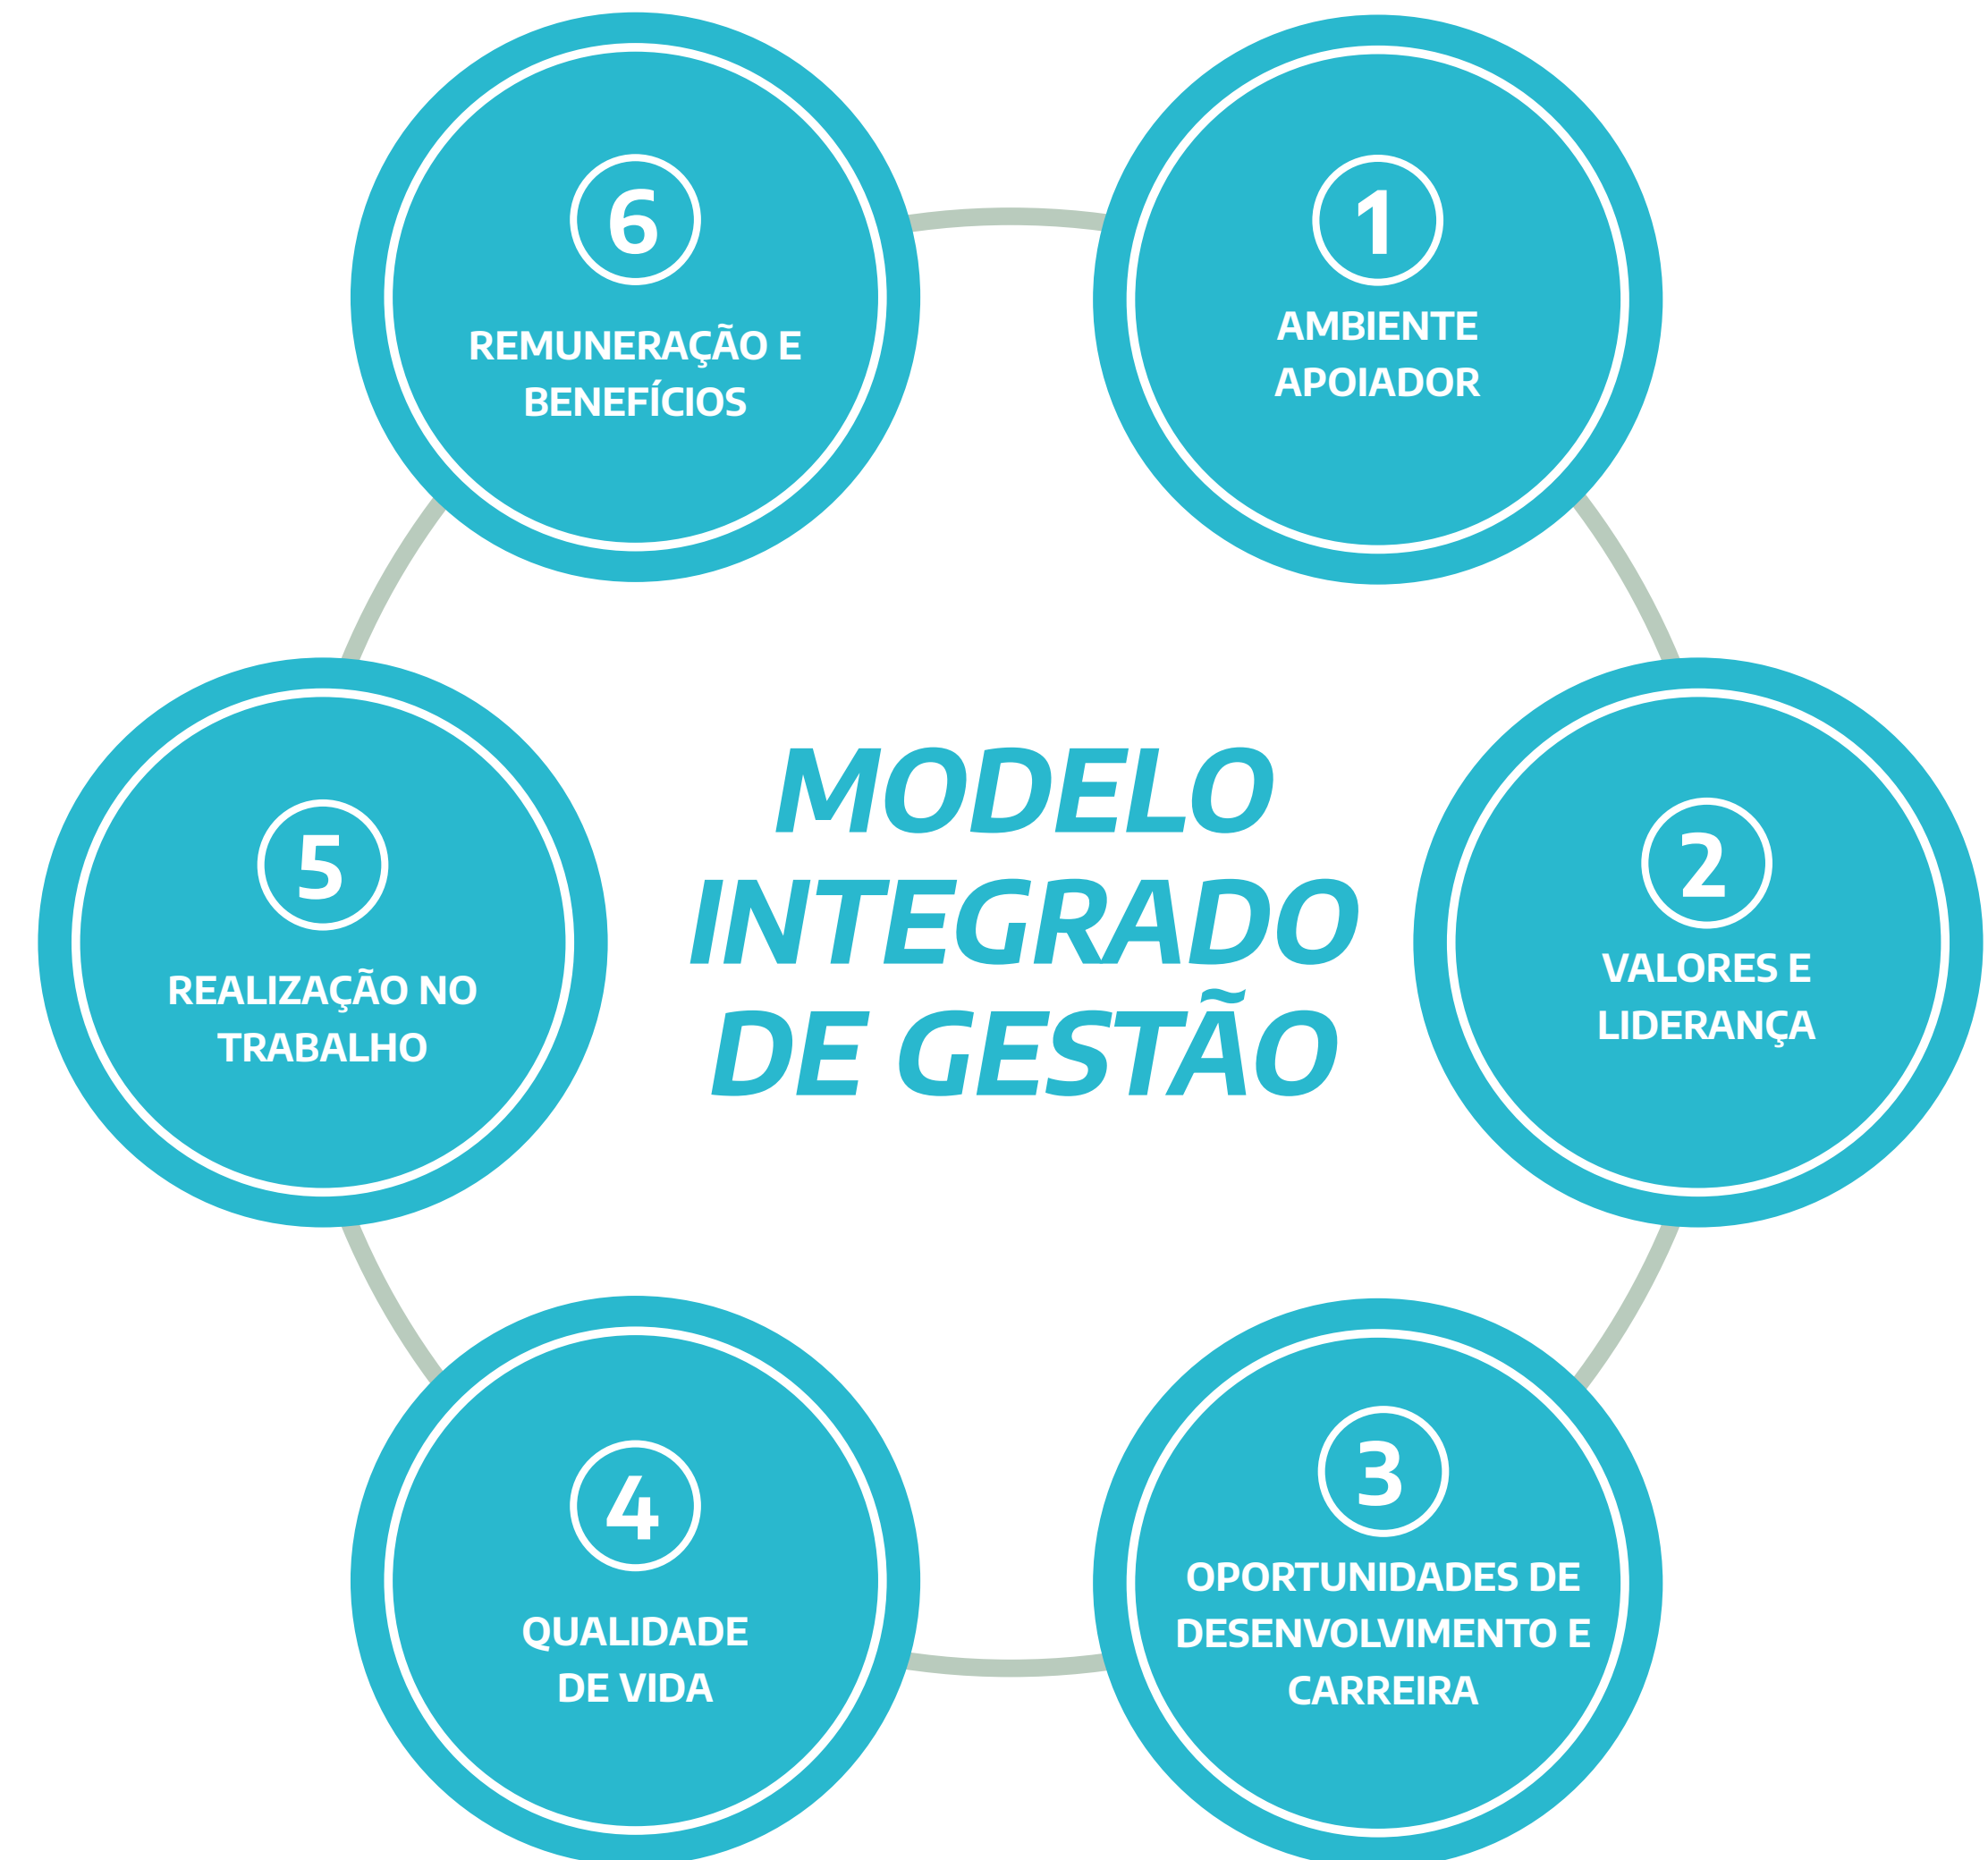 MODELO
INTEGRADO
DE GESTÃO
1
AMBIENTE
APOIADOR
2
VALORES E
LIDERANÇA
3
OPORTUNIDADES DE
DESENVOLVIMENTO E
CARREIRA
4
QUALIDADE
DE VIDA
5
REALIZAÇÃO NO
TRABALHO
6
REMUNERAÇÃO E
BENEFÍCIOS